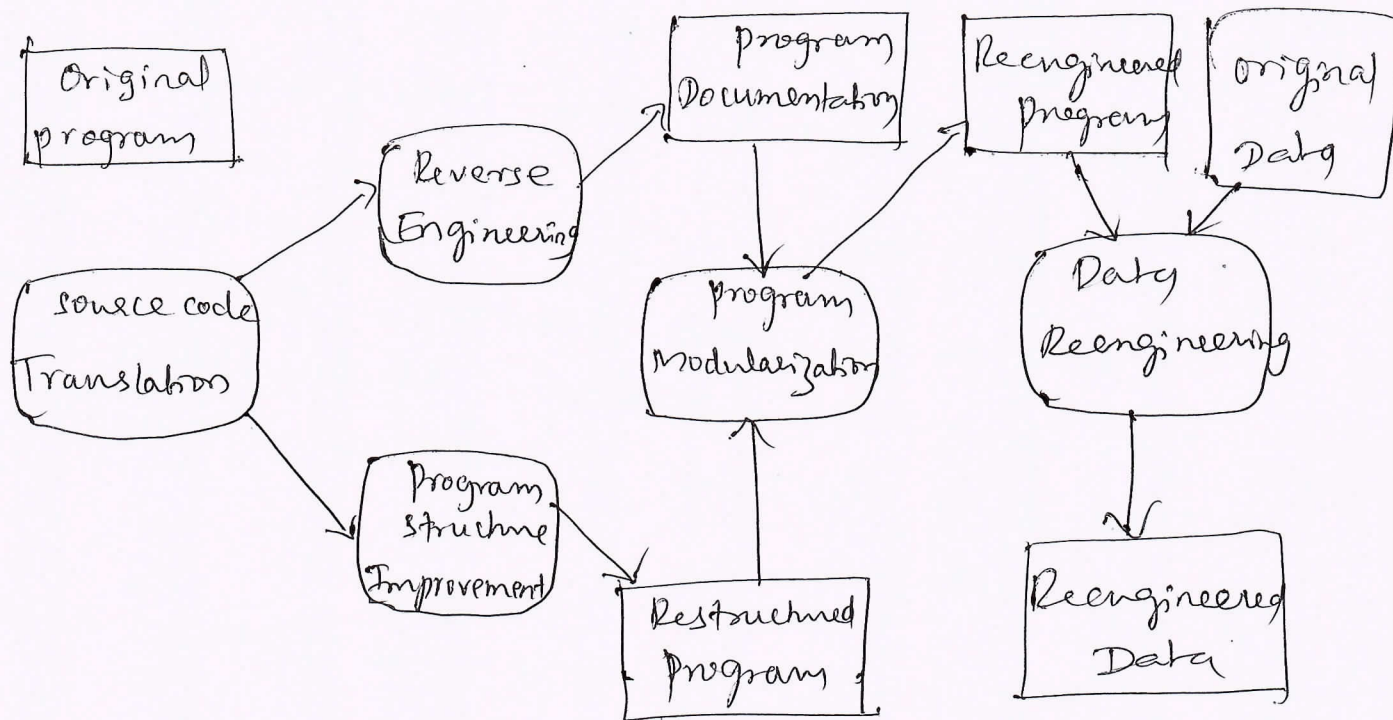 Original
program
source code
Translation
Reverse
Engineering
Program
structure
Improvement
program
Documentation
program
Modularization
Restructured
program
Reengineered
program
original
Data
Data
Reengineering
Reengineered
Data